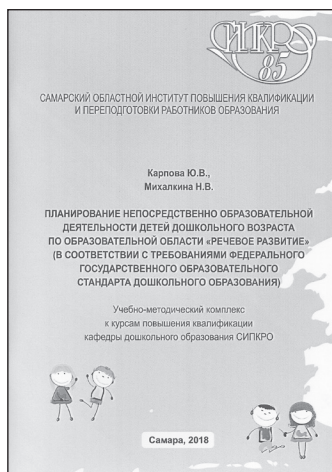 СИПКРО
85
САМАРСКИЙ ОБЛАСТНОЙ ИНСТИТУТ ПОВЫШЕНИЯ КВАЛИФИКАЦИИ
И ПЕРЕПОДГОТОВКИ РАБОТНИКОВ ОБРАЗОВАНИЯ
Карпова Ю.В.,
Михалкина Н.В.
ПЛАНИРОВАНИЕ НЕПОСРЕДСТВЕННО ОБРАЗОВАТЕЛЬНОЙ
ДЕЯТЕЛЬНОСТИ ДЕТЕЙ ДОШКОЛЬНОГО ВОЗРАСТА
ПО ОБРАЗОВАТЕЛЬНОЙ ОБЛАСТИ «РЕЧЕВОЕ РАЗВИТИЕ»
(В СООТВЕТСТВИИ С ТРЕБОВАНИЯМИ ФЕДЕРАЛЬНОГО
ГОСУДАРСТВЕННОГО ОБРАЗОВАТЕЛЬНОГО
СТАНДАРТА ДОШКОЛЬНОГО ОБРАЗОВАНИЯ)
Учебно-методический комплекс
к курсам повышения квалификации
кафедры дошкольного образования СИПКРО
Самара, 2018